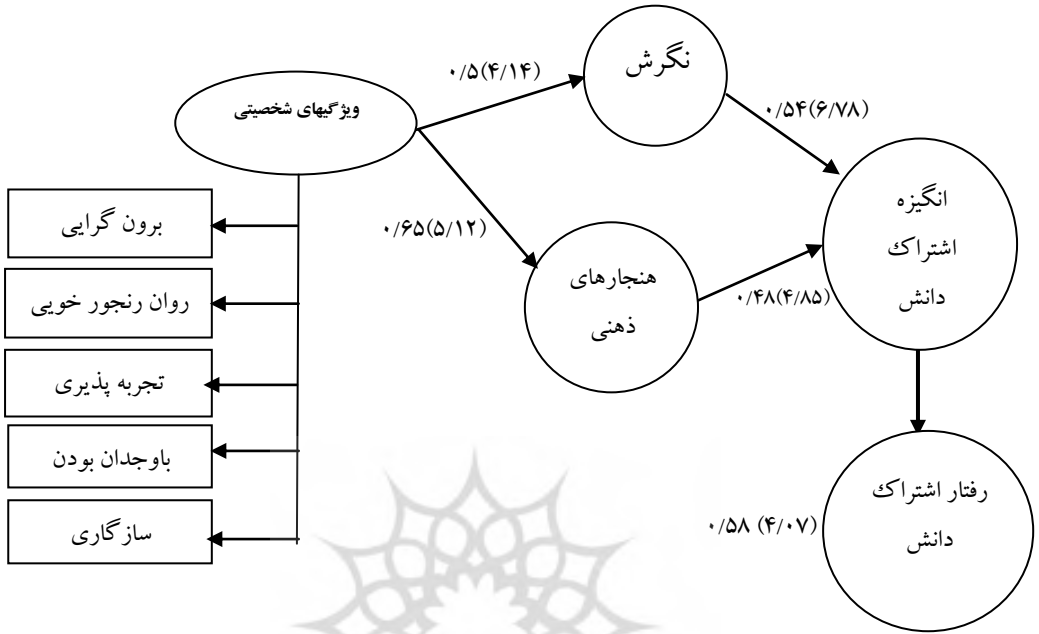 ویژگیهای شخصیتی
برون گرایی
روان رنجور خویی
تجربه پذیری
باوجدان بودن
سازگاری
۰/۵(۴/۱۴)
نگرش
۰/۵۴(۶/۷۸)
۰/۶۵(۵/۱۲)
هنجارهای
ذهنی
۰/۴۸(۴/۸۵)
انگیزه
اشتراک
دانش
۰/۵۸ (۴/۰۷)
رفتار اشتراک
دانش